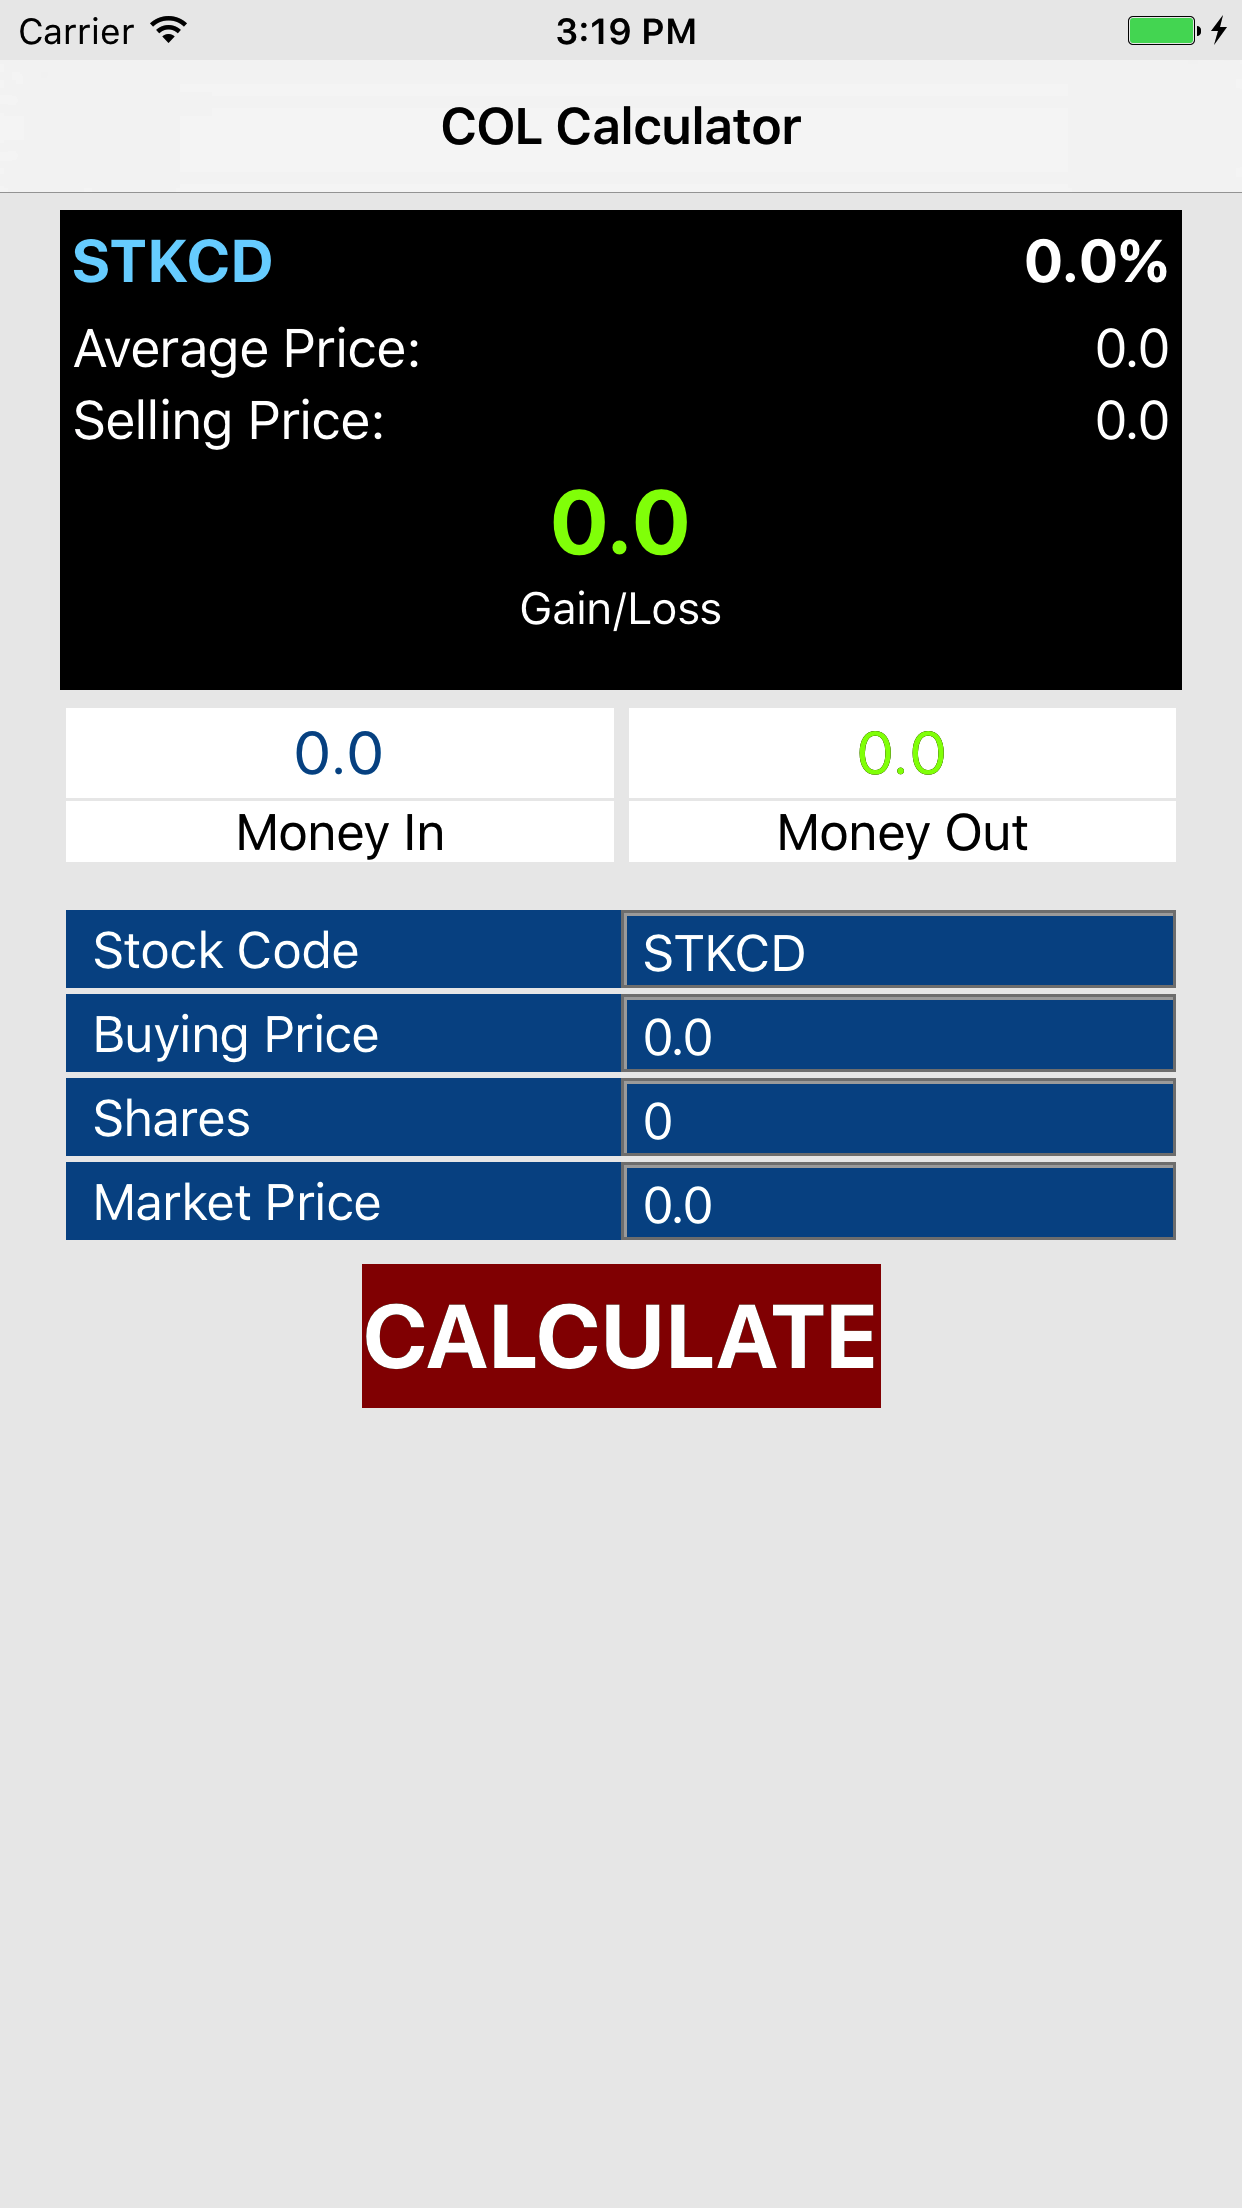 Carrier 3:19 PM
COL Calculator
STKCD 0.0%
Average Price: 0.0
Selling Price: 0.0
0.0
Gain/Loss
0.0 0.0
Money In Money Out
Stock Code STKCD
Buying Price 0.0
Shares 0
Market Price 0.0
CALCULATE